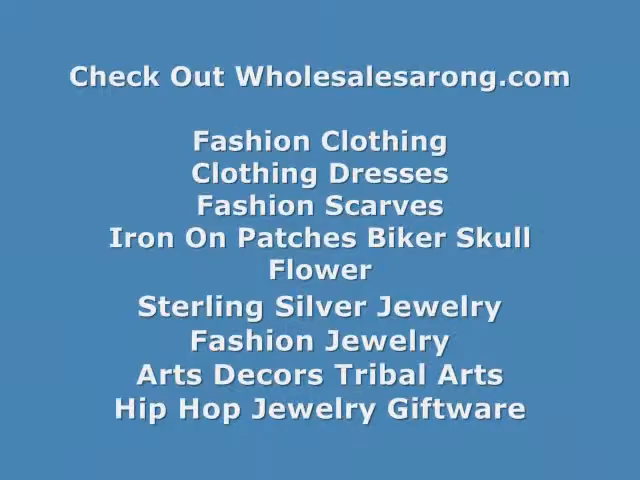 Check Out Wholesalesarong.com
Fashion Clothing
Clothing Dresses
Fashion Scarves
Iron On Patches Biker Skull
Flower
Sterling Silver Jewelry
Fashion Jewelry
Arts Decors Tribal Arts
Hip Hop Jewelry Giftware